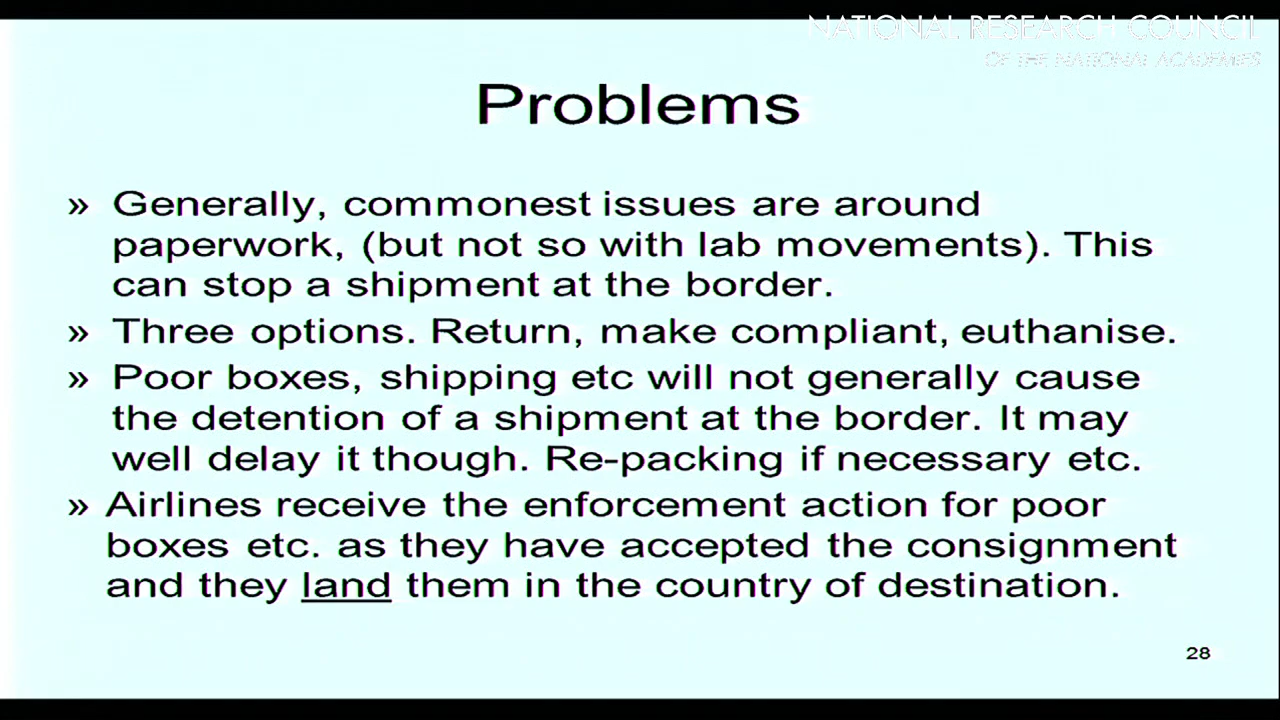 NATIONAL RESEARCH COUNCIL
OF THE NATIONAL ACADEMIES
Problems
» Generally, commonest issues are around
paperwork, (but not so with lab movements). This
can stop a shipment at the border.
» Three options. Return, make compliant, euthanise.
» Poor boxes, shipping etc will not generally cause
the detention of a shipment at the border. It may
well delay it though. Re-packing if necessary etc.
» Airlines receive the enforcement action for poor
boxes etc. as they have accepted the consignment
and they land them in the country of destination.
28